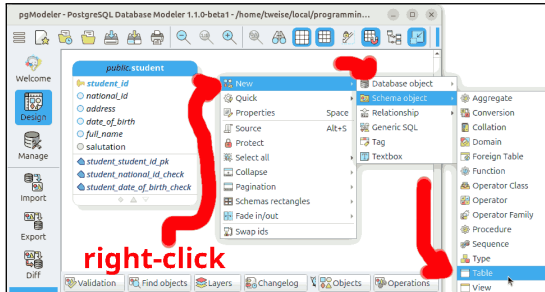 pgModeler - PostgreSQL Database Modeler 1.1.0-beta1 - /home/tweise/local/programmin...
Welcome
Design
Manage
Import
Export
Diff
public.student
student_id
national_id
address
date_of_birth
full_name
salutation
student_student_id_pk
student_national_id_check
student_date_of_birth_check
New
Quick
Properties Space
Source Alt+S
Protect
Select all
Collapse
Pagination
Schemas rectangles
Fade in/out
Swap ids
Database object
Schema object
Relationship
Generic SQL
Tag
Textbox
Aggregate
Conversion
Collation
Domain
Foreign Table
Function
Operator Class
Operator
Operator Family
Procedure
Sequence
Type
Table
View
right-click
Validation
Find objects
Layers
Changelog
Objects
Operations